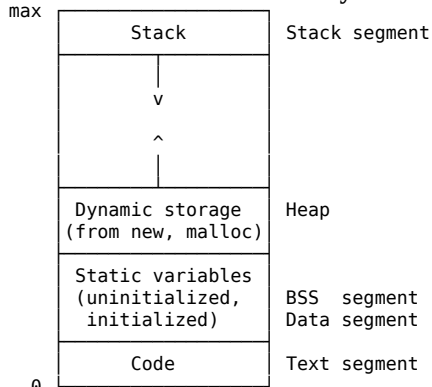 max
Stack Stack segment
v
^
Dynamic storage Heap
(from new, malloc)
Static variables
(uninitialized, BSS segment
initialized) Data segment
Code Text segment
0